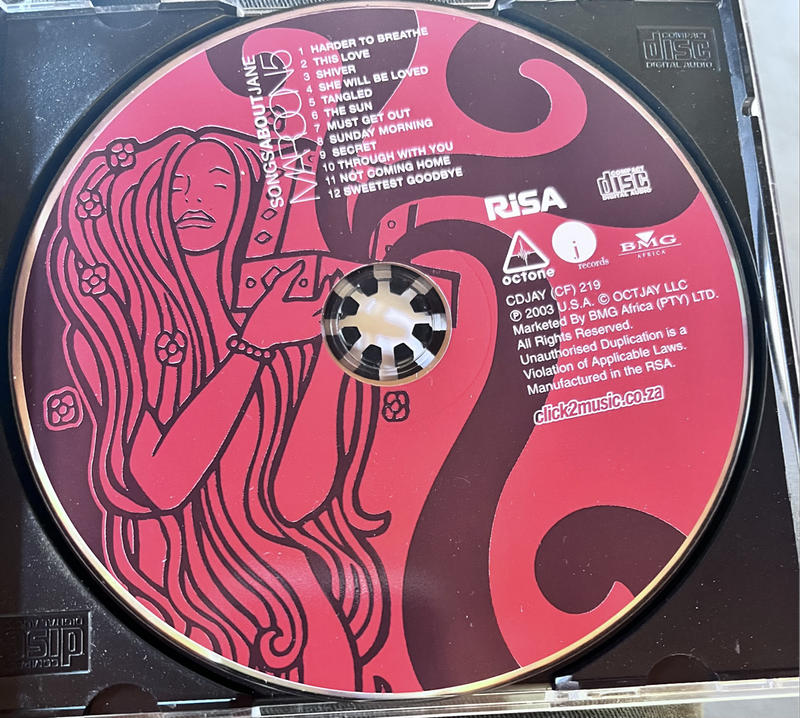 SONGSABOUTJANE
MAROON5
1 HARDER TO BREATHE
2 THIS LOVE
3 SHIVER
4 SHE WILL BE LOVED
5 TANGLED
6 THE SUN
7 MUST GET OUT
8 SUNDAY MORNING
9 SECRET
10 THROUGH WITH YOU
11 NOT COMING HOME
12 SWEETEST GOODBYE
COMPACT
disc
DIGITAL AUDIO
RiSA
COMPACT
disc
DIGITAL AUDIO
octone
j
records
BMG
AFRICA
CDJAY (CF) 219
℗ 2003 U.S.A. © OCTJAY LLC
Marketed By BMG Africa (PTY) LTD.
All Rights Reserved.
Unauthorised Duplication is a
Violation of Applicable Laws.
Manufactured in the RSA.
click2music.co.za
COMPACT
disc
DIGITAL AUDIO